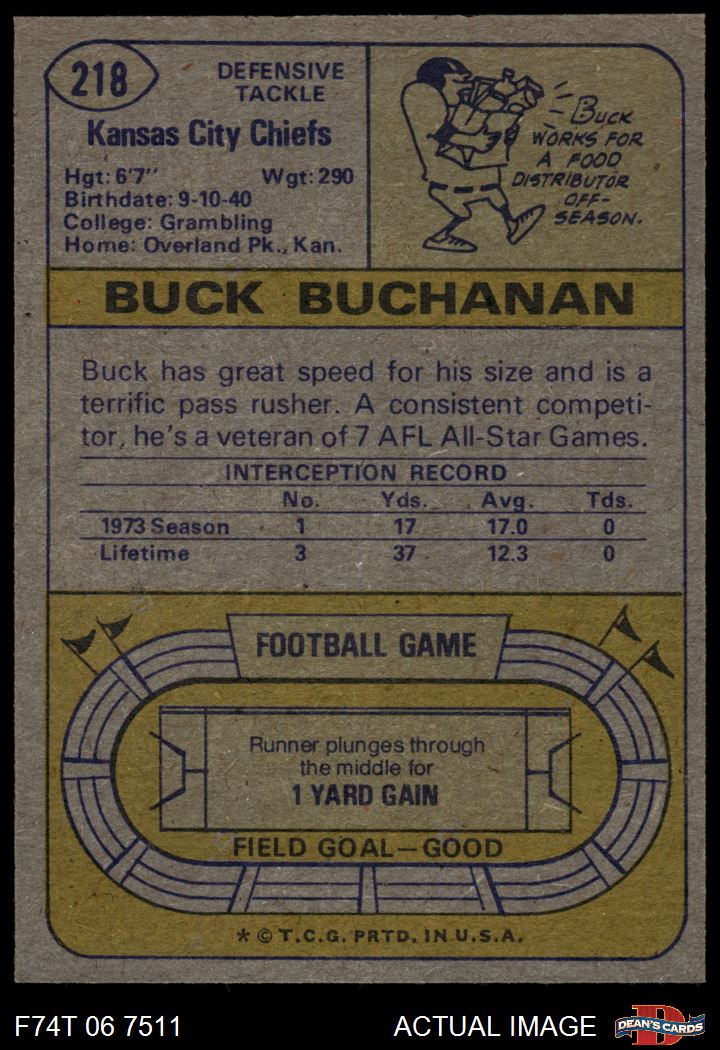 218
DEFENSIVE
TACKLE
Kansas City Chiefs
Hgt: 6'7" Wgt: 290
Birthdate: 9-10-40
College: Grambling
Home: Overland Pk., Kan.
BUCK
WORKS FOR
A FOOD
DISTRIBUTOR
OFF-
SEASON.
BUCK BUCHANAN
Buck has great speed for his size and is a
terrific pass rusher. A consistent competi-
tor, he's a veteran of 7 AFL All-Star Games.
INTERCEPTION RECORD
No. Yds. Avg. Tds.
1973 Season 1 17 17.0 0
Lifetime 3 37 12.3 0
FOOTBALL GAME
Runner plunges through
the middle for
1 YARD GAIN
FIELD GOAL—GOOD
* © T.C.G. PRTD. IN U.S.A.
F74T 06 7511 ACTUAL IMAGE
D
DEAN'S CARDS